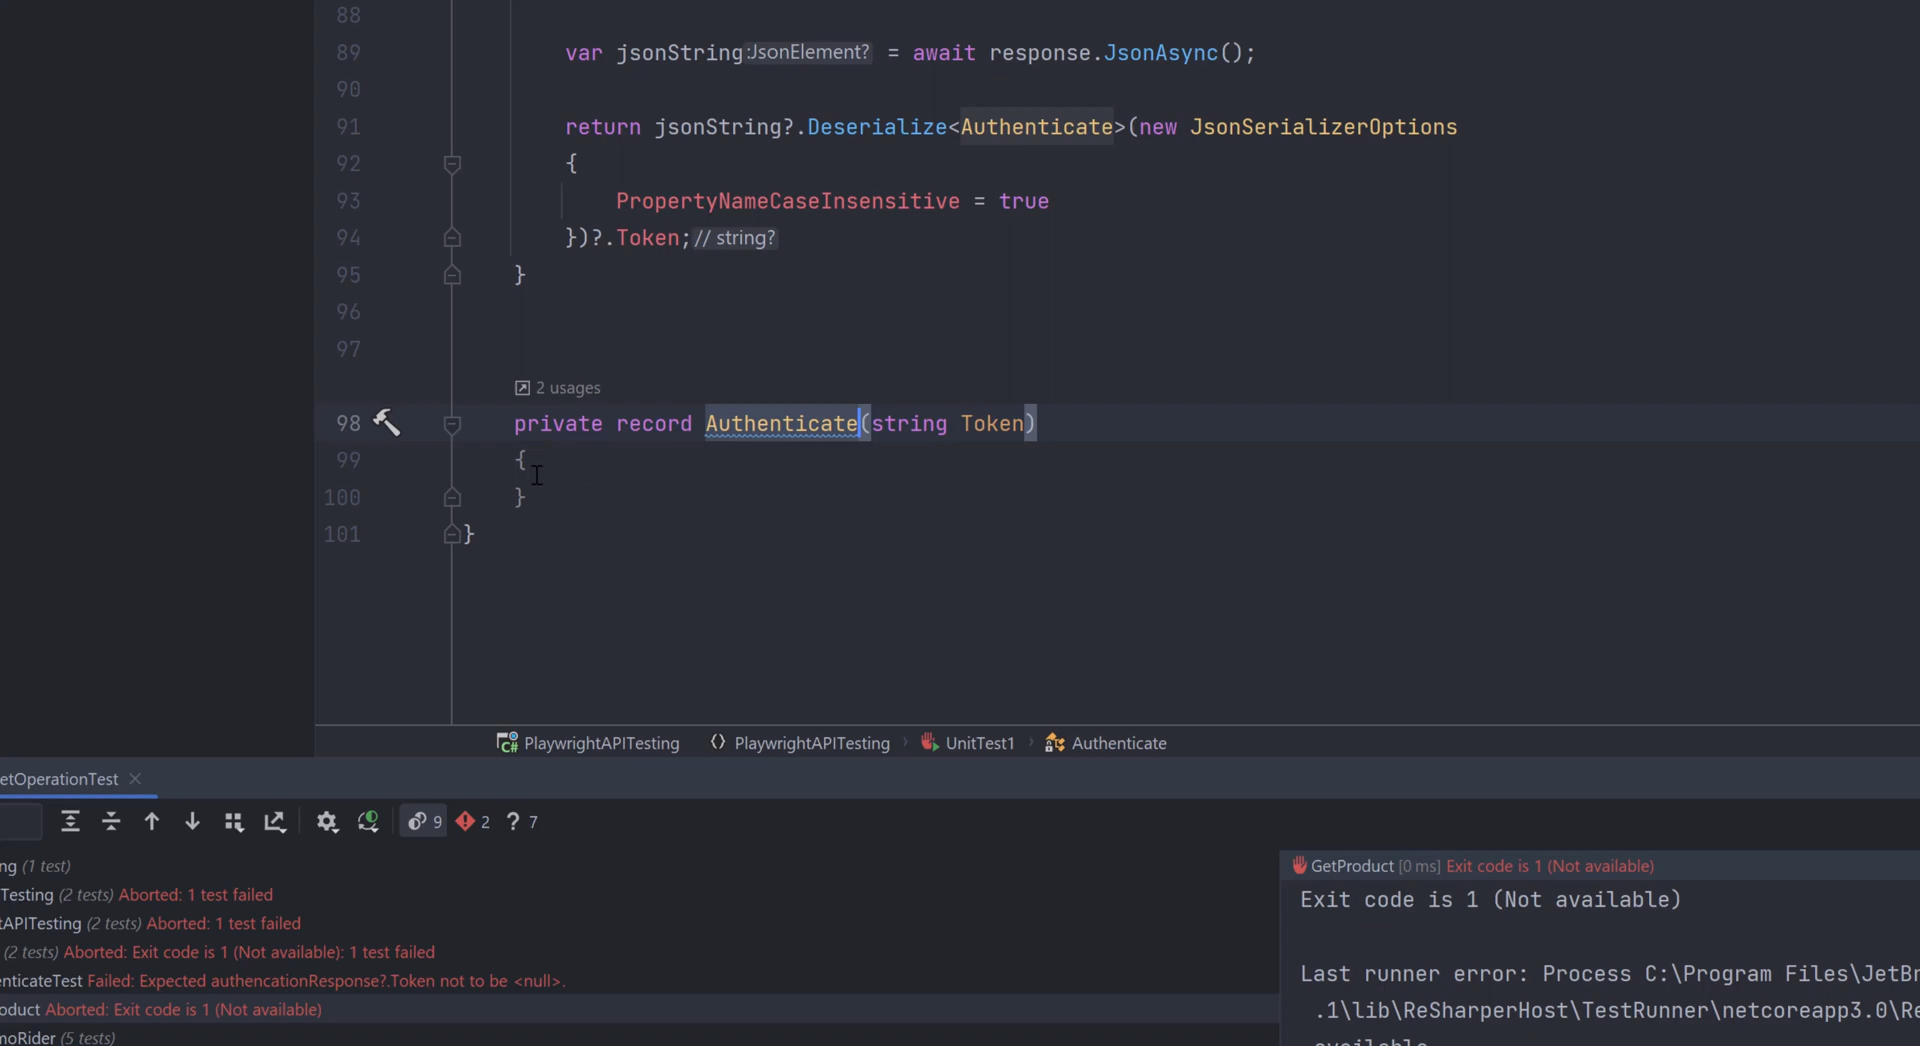 88
89 var jsonString :JsonElement? = await response.JsonAsync();
90
91 return jsonString?.Deserialize<Authenticate>(new JsonSerializerOptions
92 {
93 PropertyNameCaseInsensitive = true
94 })?.Token; // string?
95 }
96
97
2 usages
98 private record Authenticate(string Token)
99 {
100 }
101 }
PlaywrightAPITesting PlaywrightAPITesting UnitTest1 Authenticate
etOperationTest
9 2 ? 7
ng (1 test)
Testing (2 tests) Aborted: 1 test failed
tAPITesting (2 tests) Aborted: 1 test failed
(2 tests) Aborted: Exit code is 1 (Not available): 1 test failed
enticateTest Failed: Expected authencationResponse?.Token not to be <null>.
oduct Aborted: Exit code is 1 (Not available)
moRider (5 tests)
GetProduct [0 ms] Exit code is 1 (Not available)
Exit code is 1 (Not available)
Last runner error: Process C:\Program Files\JetBr
.1\lib\ReSharperHost\TestRunner\netcoreapp3.0\Re
available